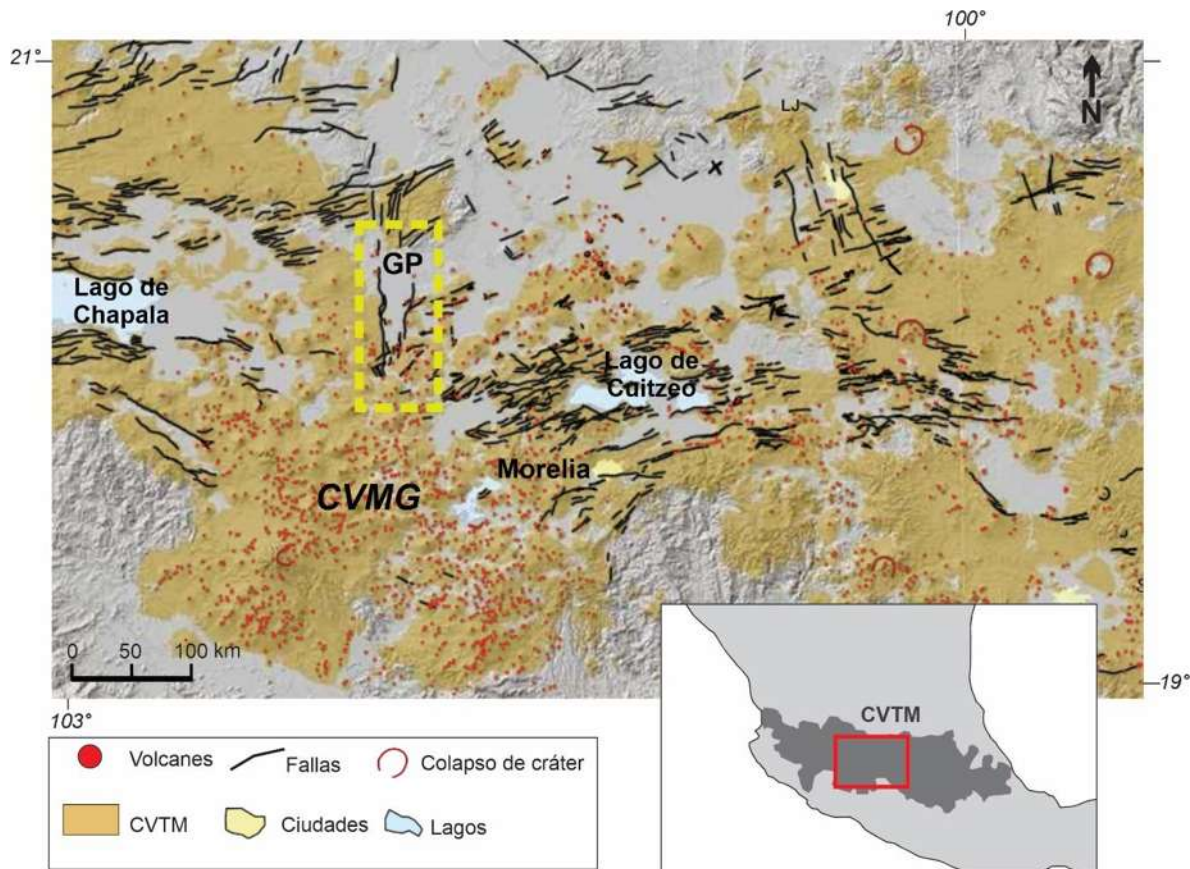 100°
21°
LJ
N
GP
Lago de
Chapala
Lago de
Cuitzeo
Morelia
CVMG
0 50 100 km
19°
103°
CVTM
Volcanes
Fallas
Colapso de cráter
CVTM
Ciudades
Lagos